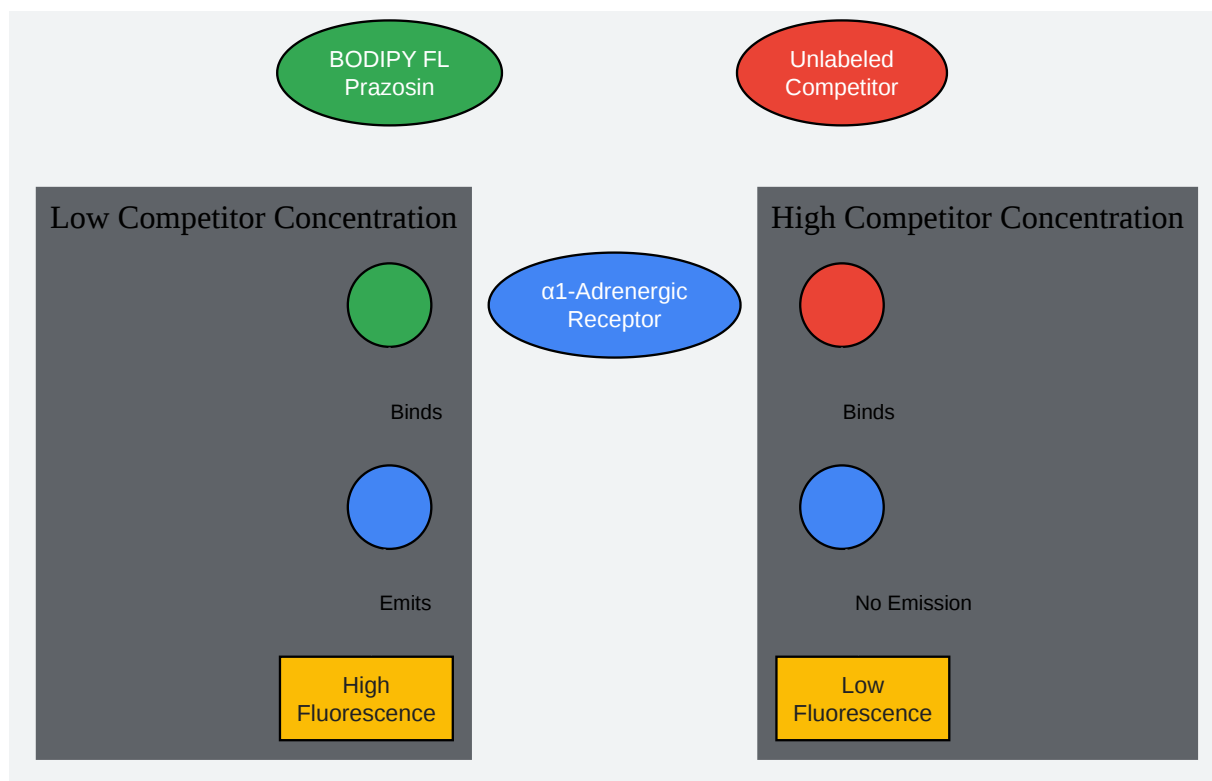 BODIPY FL
Prazosin
Unlabeled
Competitor
Low Competitor Concentration
High Competitor Concentration
α1-Adrenergic
Receptor
Binds
Binds
Emits
No Emission
High
Fluorescence
Low
Fluorescence